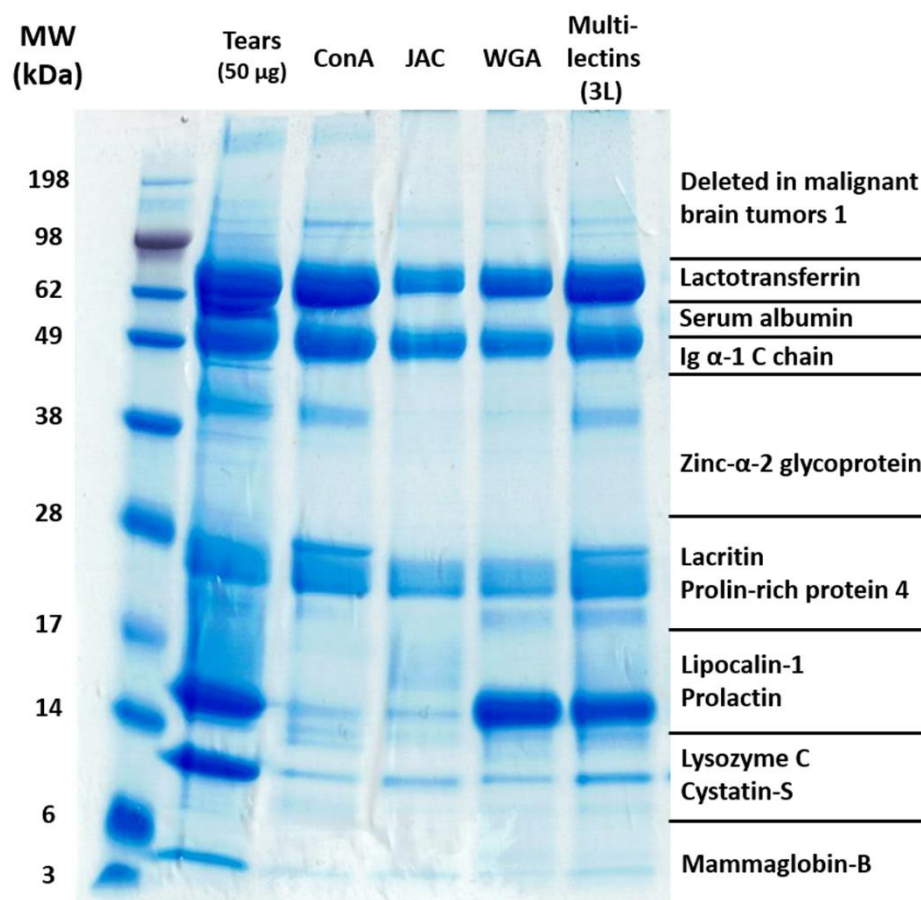 MW
(kDa)
Tears
(50 µg)
ConA
JAC
WGA
Multi-
lectins
(3L)
198
98
62
49
38
28
17
14
6
3
Deleted in malignant
brain tumors 1
Lactotransferrin
Serum albumin
Ig α-1 C chain
Zinc-α-2 glycoprotein
Lacritin
Prolin-rich protein 4
Lipocalin-1
Prolactin
Lysozyme C
Cystatin-S
Mammaglobin-B